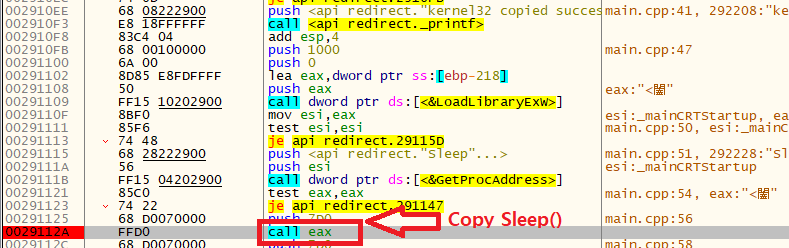 je api redirect.2910FB
002910EE 68 08222900 push <api redirect."kernel32 copied succes main.cpp:41, 292208:"ke
002910F3 E8 18FFFFFF call <api redirect._printf>
002910F8 83C4 04 add esp,4
002910FB 68 00100000 push 1000 main.cpp:47
00291100 6A 00 push 0
00291102 8D85 E8FDFFFF lea eax,dword ptr ss:[ebp-218]
00291108 50 push eax eax:"<闔"
00291109 FF15 10202900 call dword ptr ds:[<&LoadLibraryExW>]
0029110F 8BF0 mov esi,eax esi:_mainCRTStartup, ea
00291111 85F6 test esi,esi main.cpp:50, esi:_mainC
00291113 74 48 je api redirect.29115D
00291115 68 28222900 push <api redirect."Sleep"...> main.cpp:51, 292228:"Sl
0029111A 56 push esi esi:_mainCRTStartup
0029111B FF15 04202900 call dword ptr ds:[<&GetProcAddress>]
00291121 85C0 test eax,eax main.cpp:54, eax:"<闔"
00291123 74 22 je api redirect.291147
00291125 68 D0070000 push 7D0 Copy Sleep() main.cpp:56
0029112A FFD0 call eax
0029112C 68 D0070000 main.cpp:58